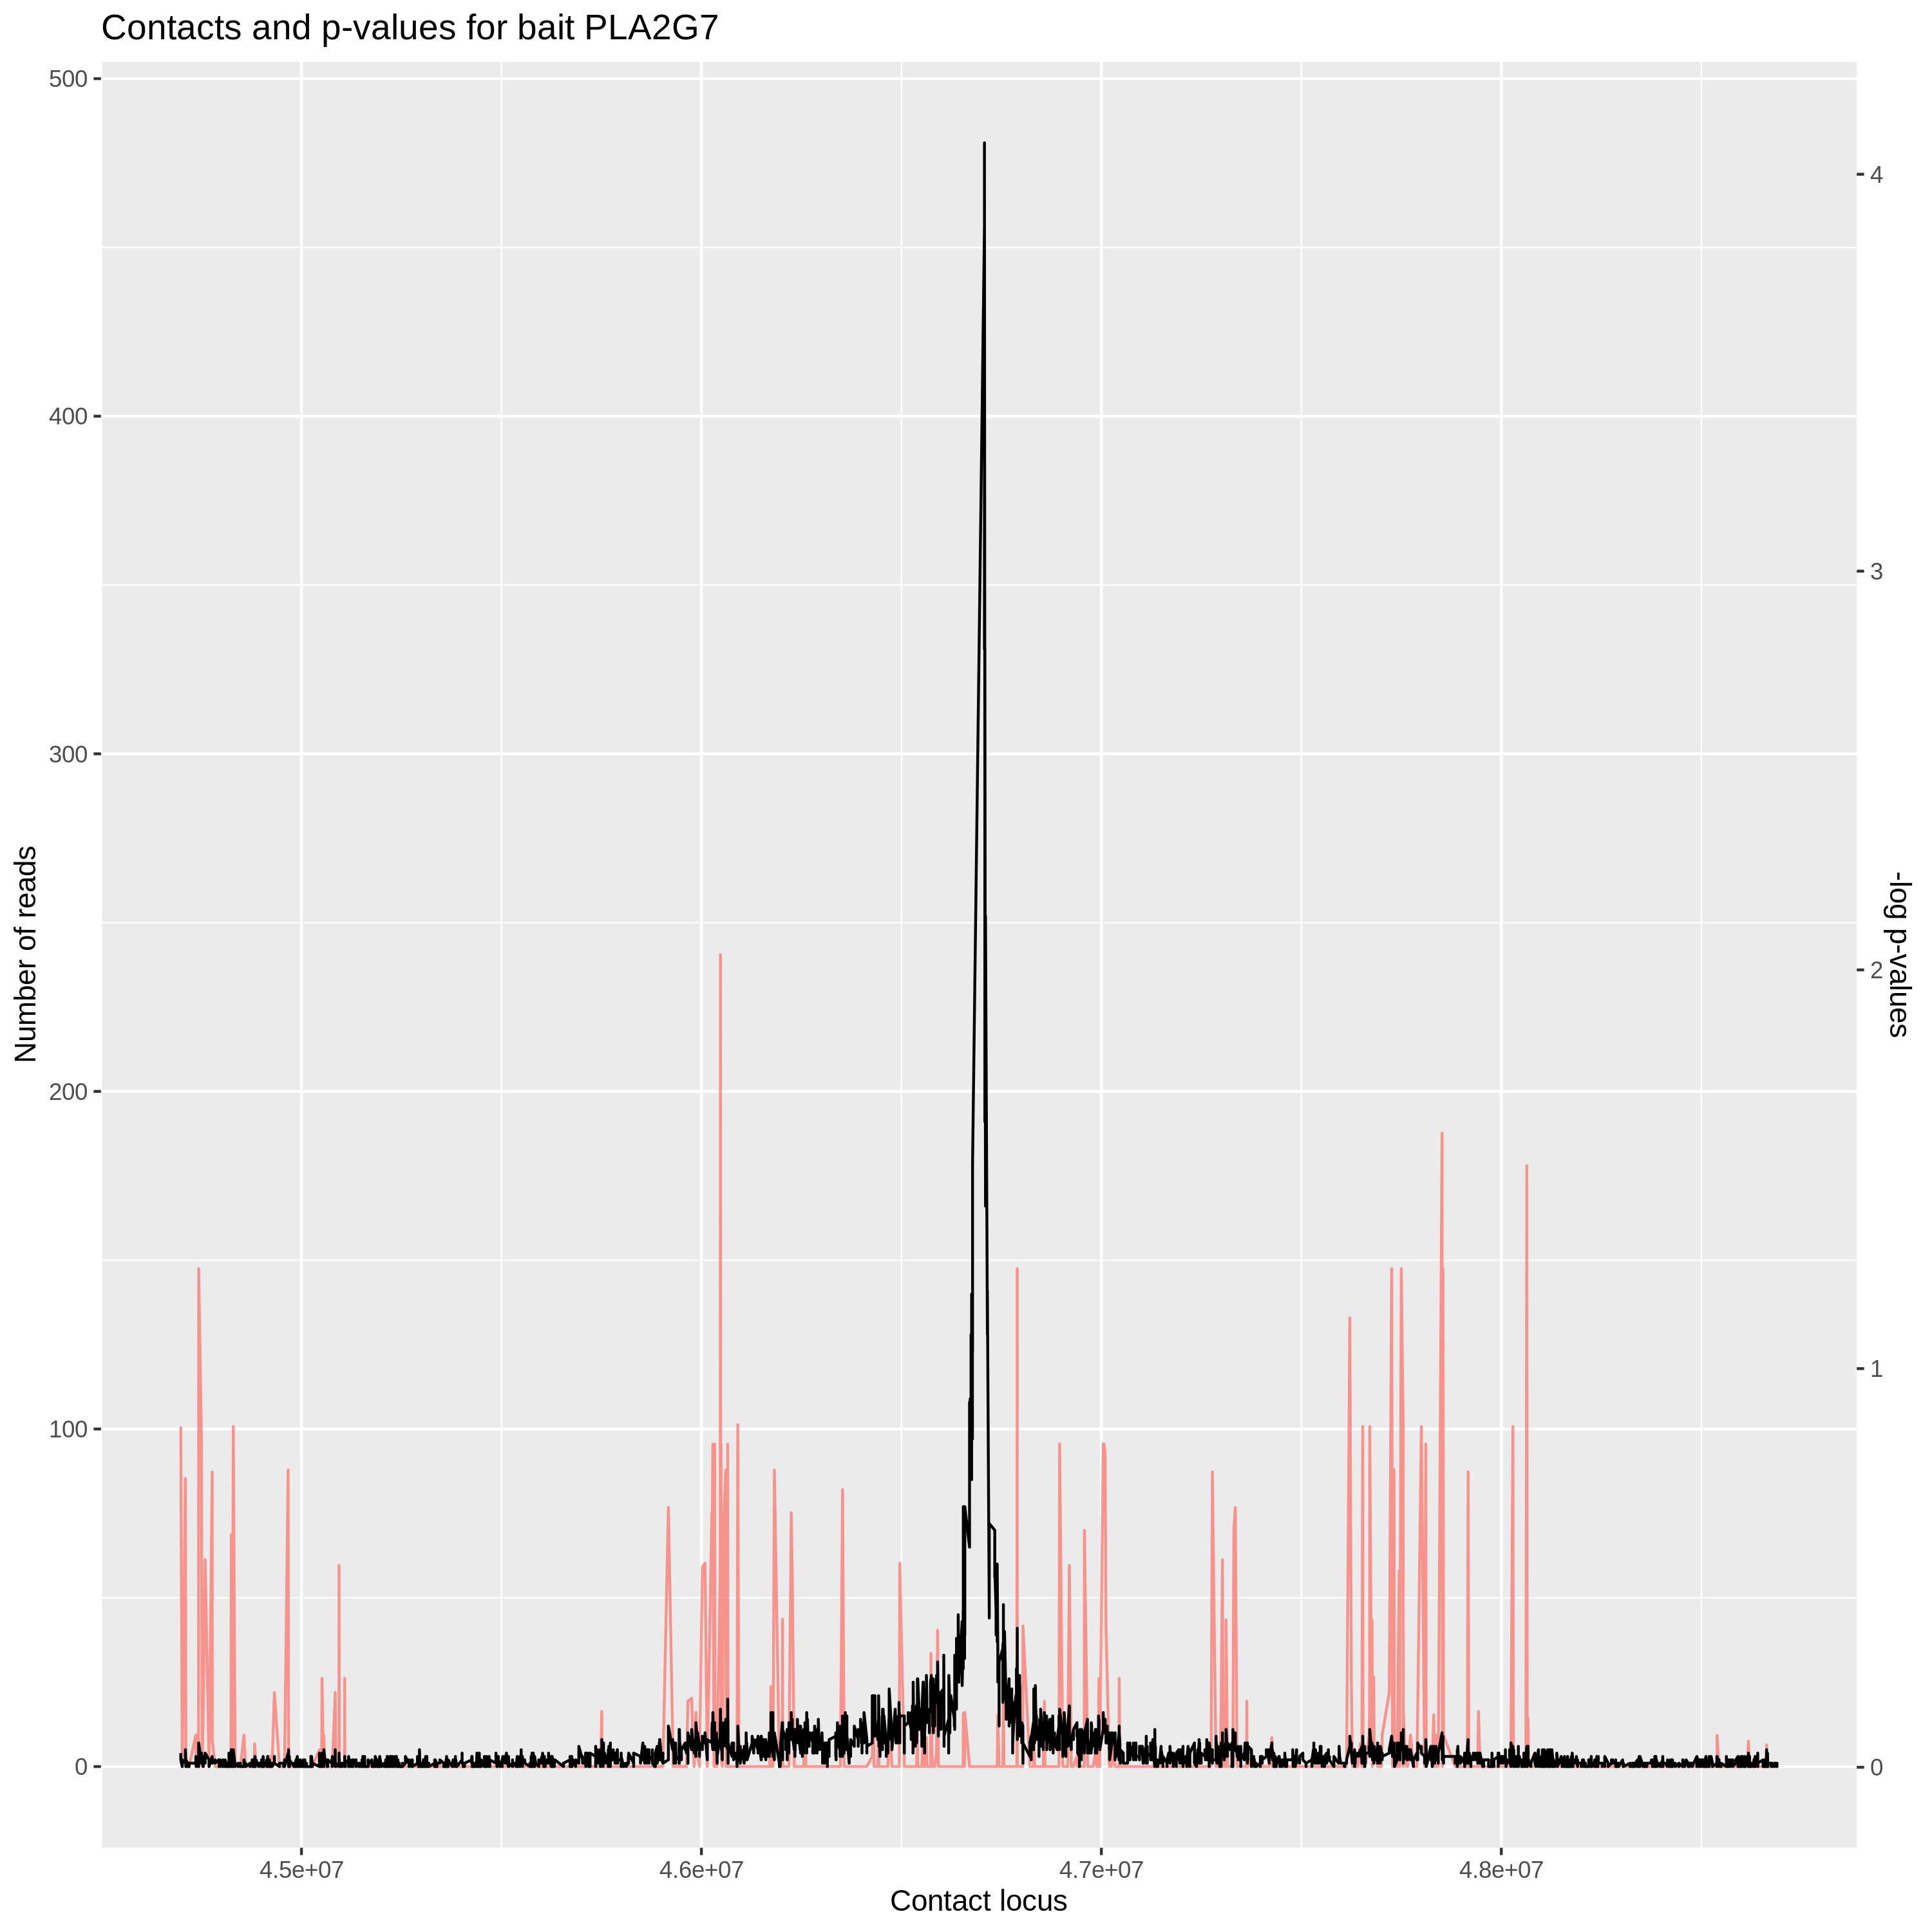 Contacts and p-values for bait PLA2G7
500
400
300
200
100
0
Number of reads
4
3
2
1
0
-log p-values
4.5e+07
4.6e+07
4.7e+07
4.8e+07
Contact locus